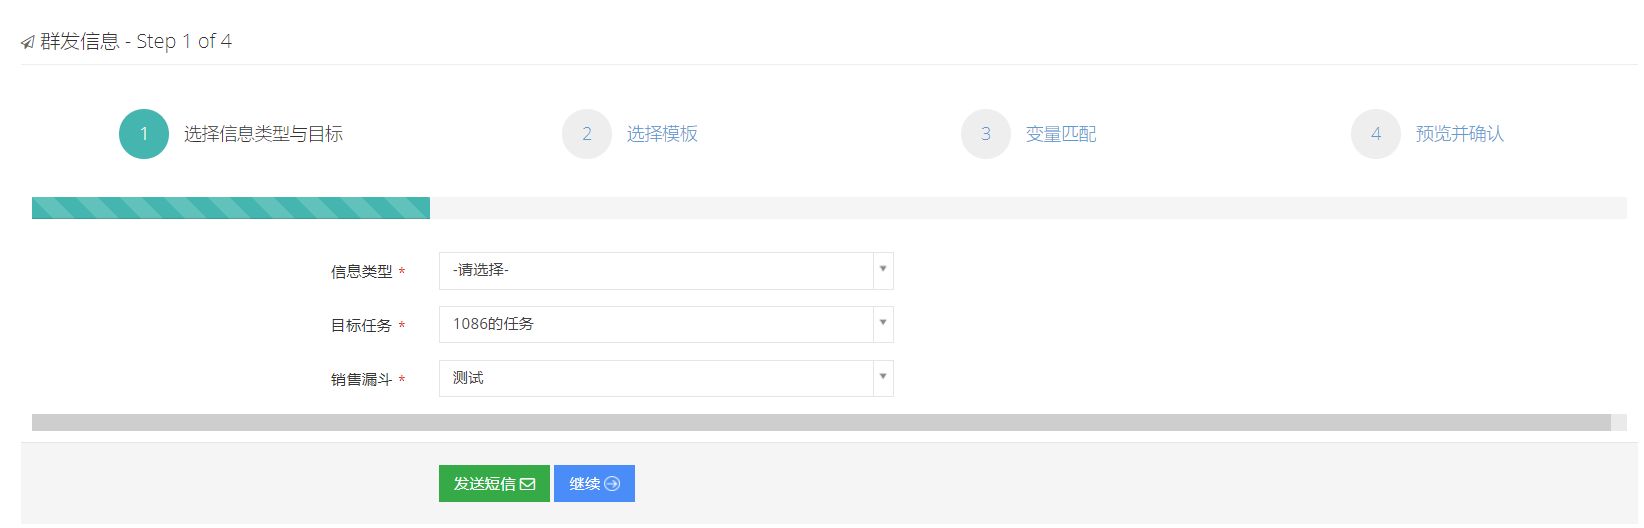 群发信息 - Step 1 of 4
1 选择信息类型与目标 2 选择模板 3 变量匹配 4 预览并确认
信息类型 * -请选择-
目标任务 * 1086的任务
销售漏斗 * 测试
发送短信 继续